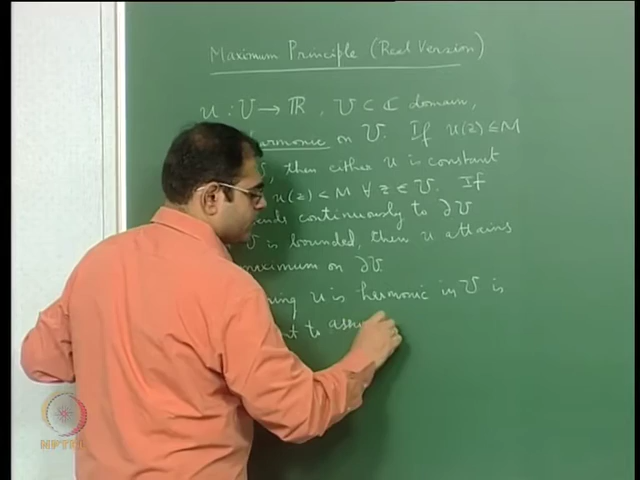 Maximum Principle (Real Version)
u : U → ℝ , U ⊂ ℂ domain,
harmonic on U. If u(z) ≤ M
, then either u is constant
u(z) < M ∀ z ∈ U. If
continuously to ∂U
U is bounded, then u attains
maximum on ∂U.
u is harmonic in U is
to
NPTEL